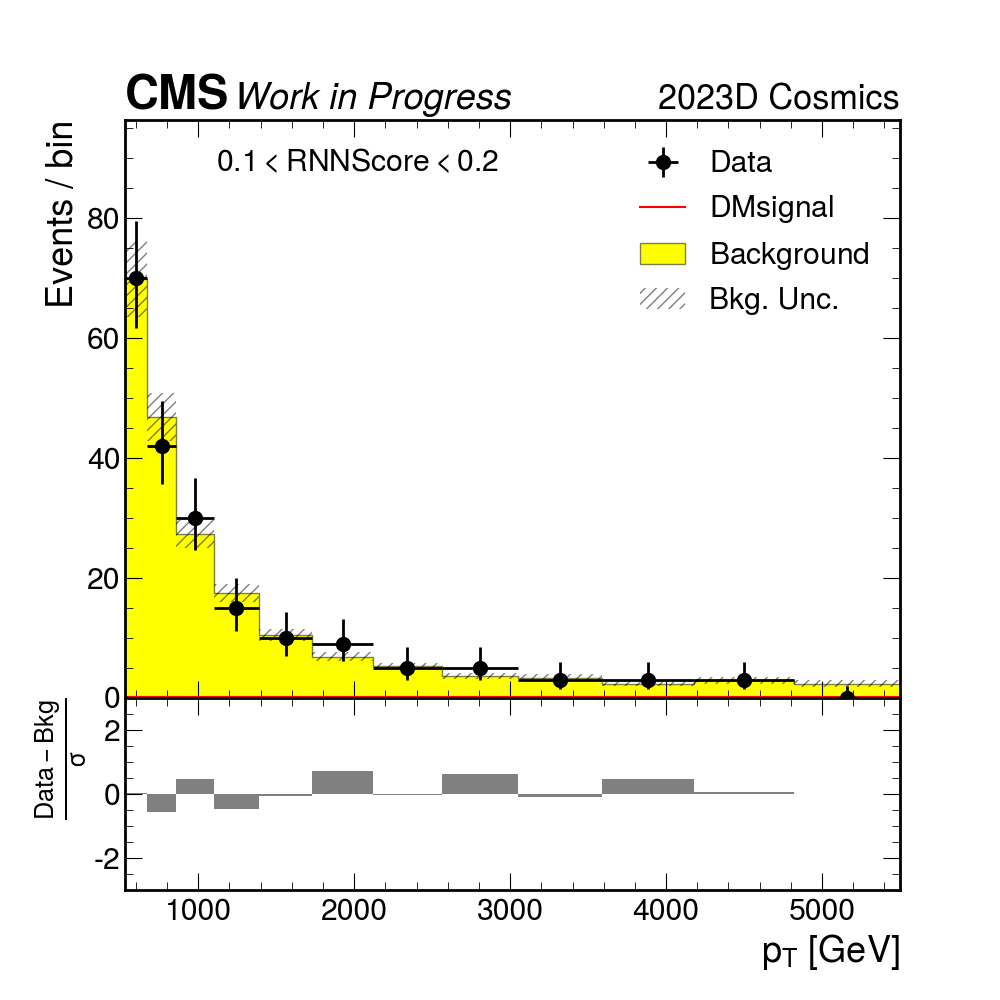 CMS Work in Progress 2023D Cosmics
0.1 < RNNScore < 0.2
Data
DMsignal
Background
Bkg. Unc.
Events / bin
80
60
40
20
0
Data – Bkg
σ
2
0
-2
1000 2000 3000 4000 5000
pT [GeV]